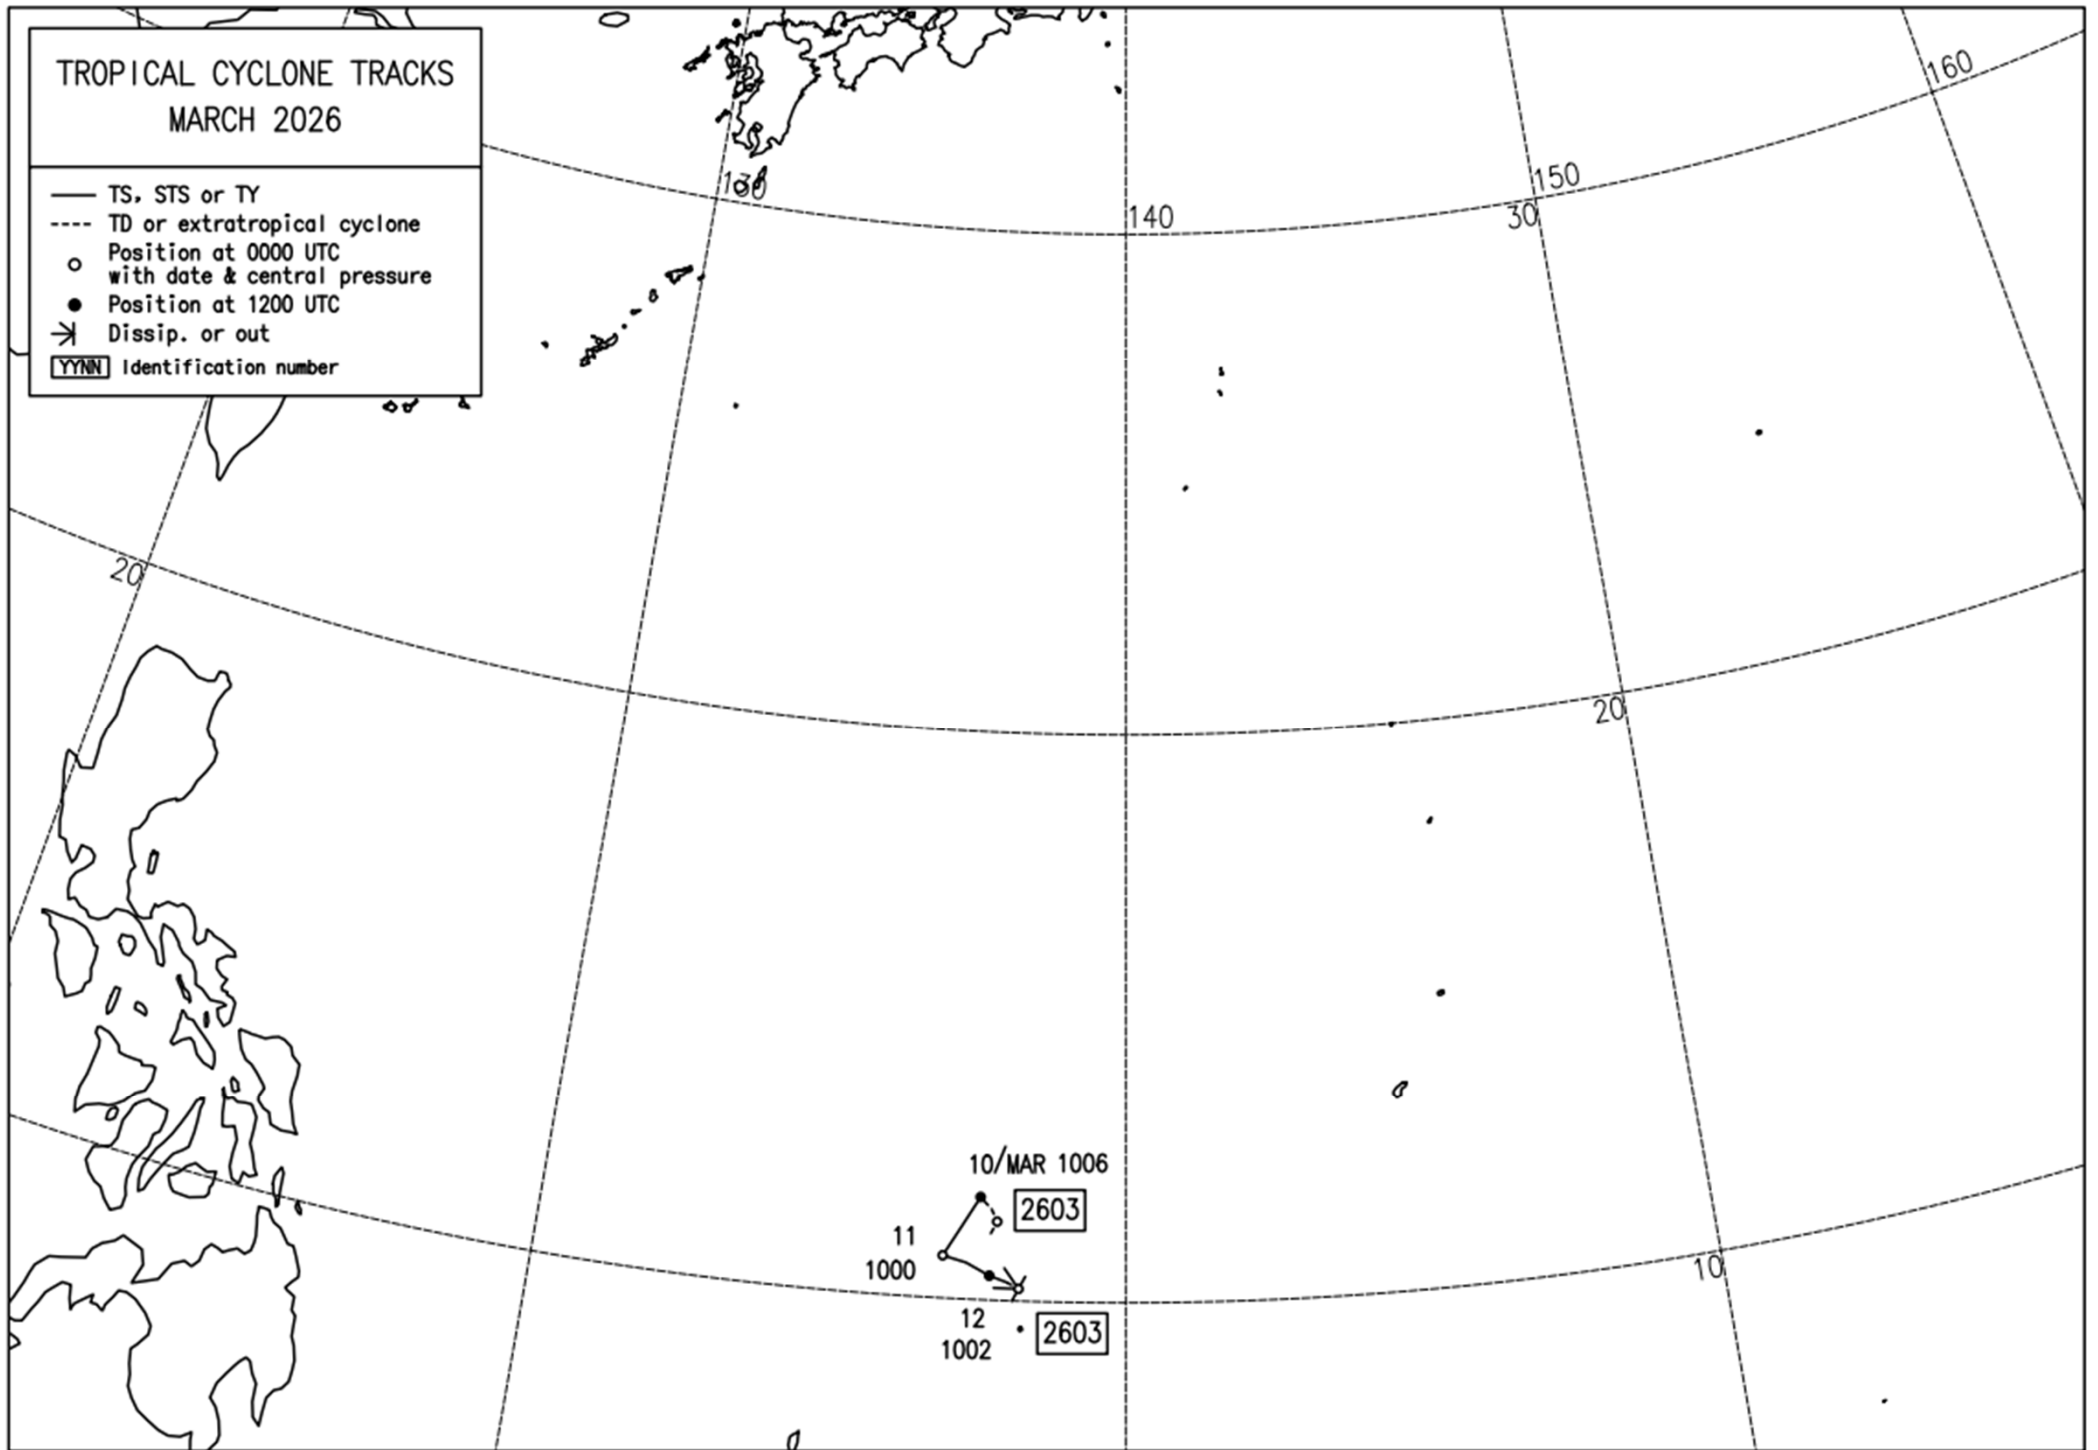 TROPICAL CYCLONE TRACKS
MARCH 2026
TS, STS or TY
TD or extratropical cyclone
Position at 0000 UTC
with date & central pressure
Position at 1200 UTC
Dissip. or out
YYNN Identification number
160
130
150
140
30
20
20
10/MAR 1006
2603
11
1000
10
12
2603
1002